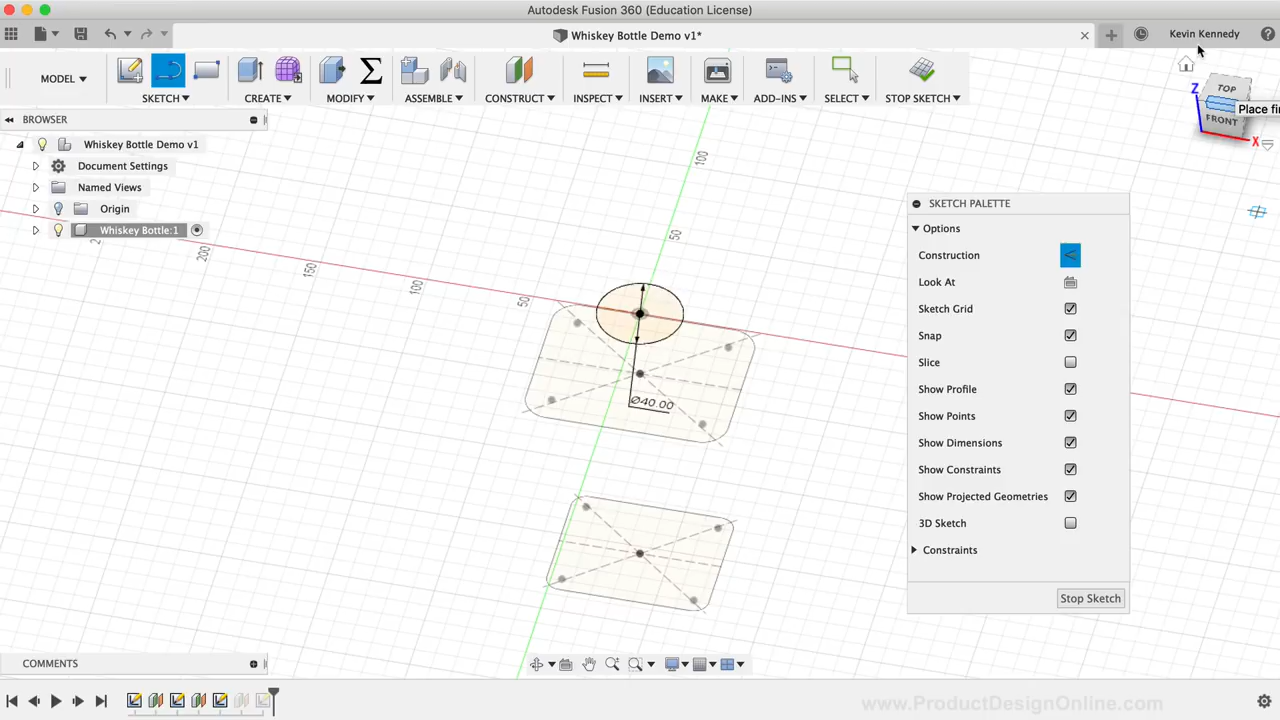 Autodesk Fusion 360 (Education License)
Whiskey Bottle Demo v1*
Kevin Kennedy
MODEL
SKETCH
CREATE
MODIFY
ASSEMBLE
CONSTRUCT
INSPECT
INSERT
MAKE
ADD-INS
SELECT
STOP SKETCH
TOP
FRONT
Z
X
Place fir
BROWSER
Whiskey Bottle Demo v1
Document Settings
Named Views
Origin
Whiskey Bottle:1
100
50
200
150
100
50
Ø40.00
SKETCH PALETTE
Options
Construction
Look At
Sketch Grid
Snap
Slice
Show Profile
Show Points
Show Dimensions
Show Constraints
Show Projected Geometries
3D Sketch
Constraints
Stop Sketch
COMMENTS
www.ProductDesignOnline.com